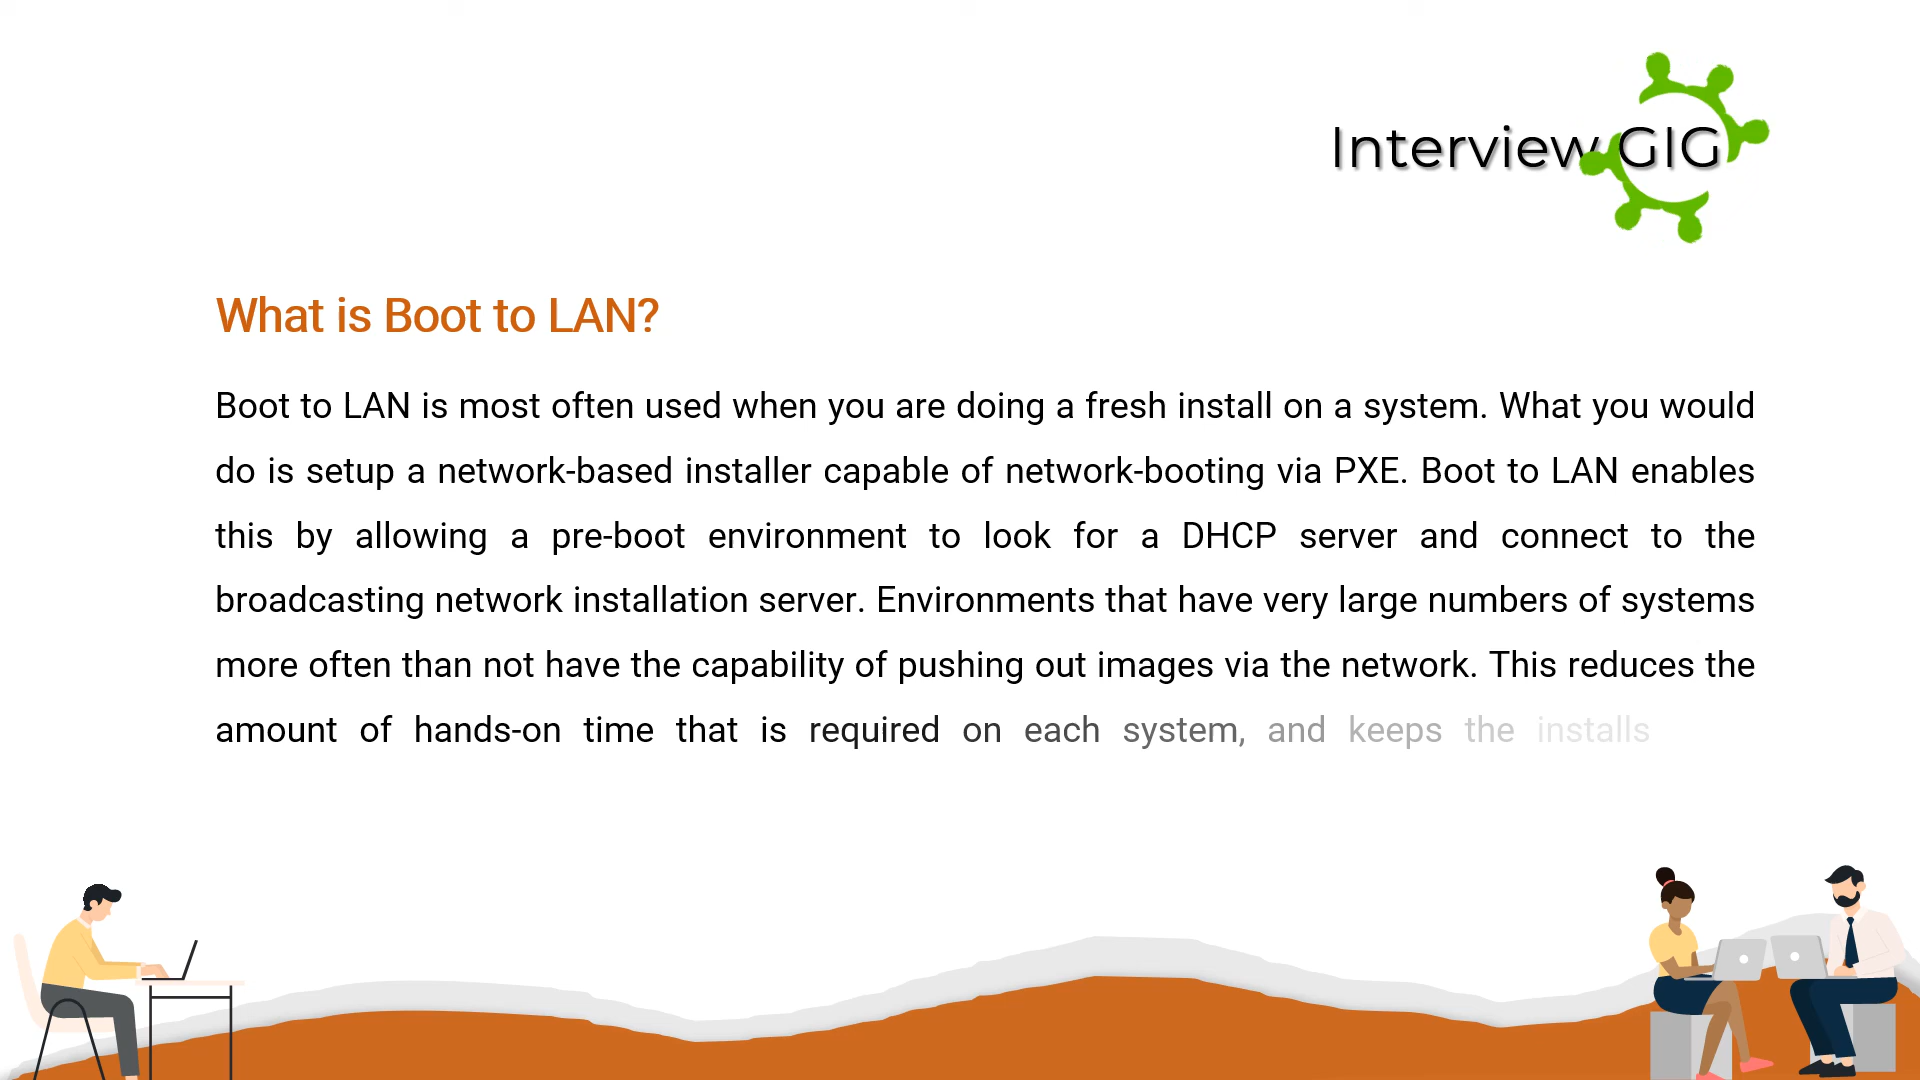 Interview GIG
What is Boot to LAN?
Boot to LAN is most often used when you are doing a fresh install on a system. What you would
do is setup a network-based installer capable of network-booting via PXE. Boot to LAN enables
this by allowing a pre-boot environment to look for a DHCP server and connect to the
broadcasting network installation server. Environments that have very large numbers of systems
more often than not have the capability of pushing out images via the network. This reduces the
amount of hands-on time that is required on each system, and keeps the installs